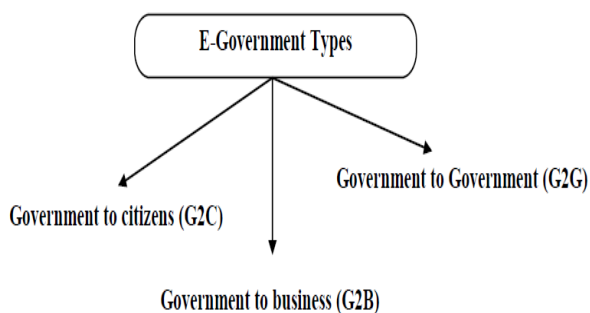 E-Government Types
Government to Government (G2G)
Government to citizens (G2C)
Government to business (G2B)